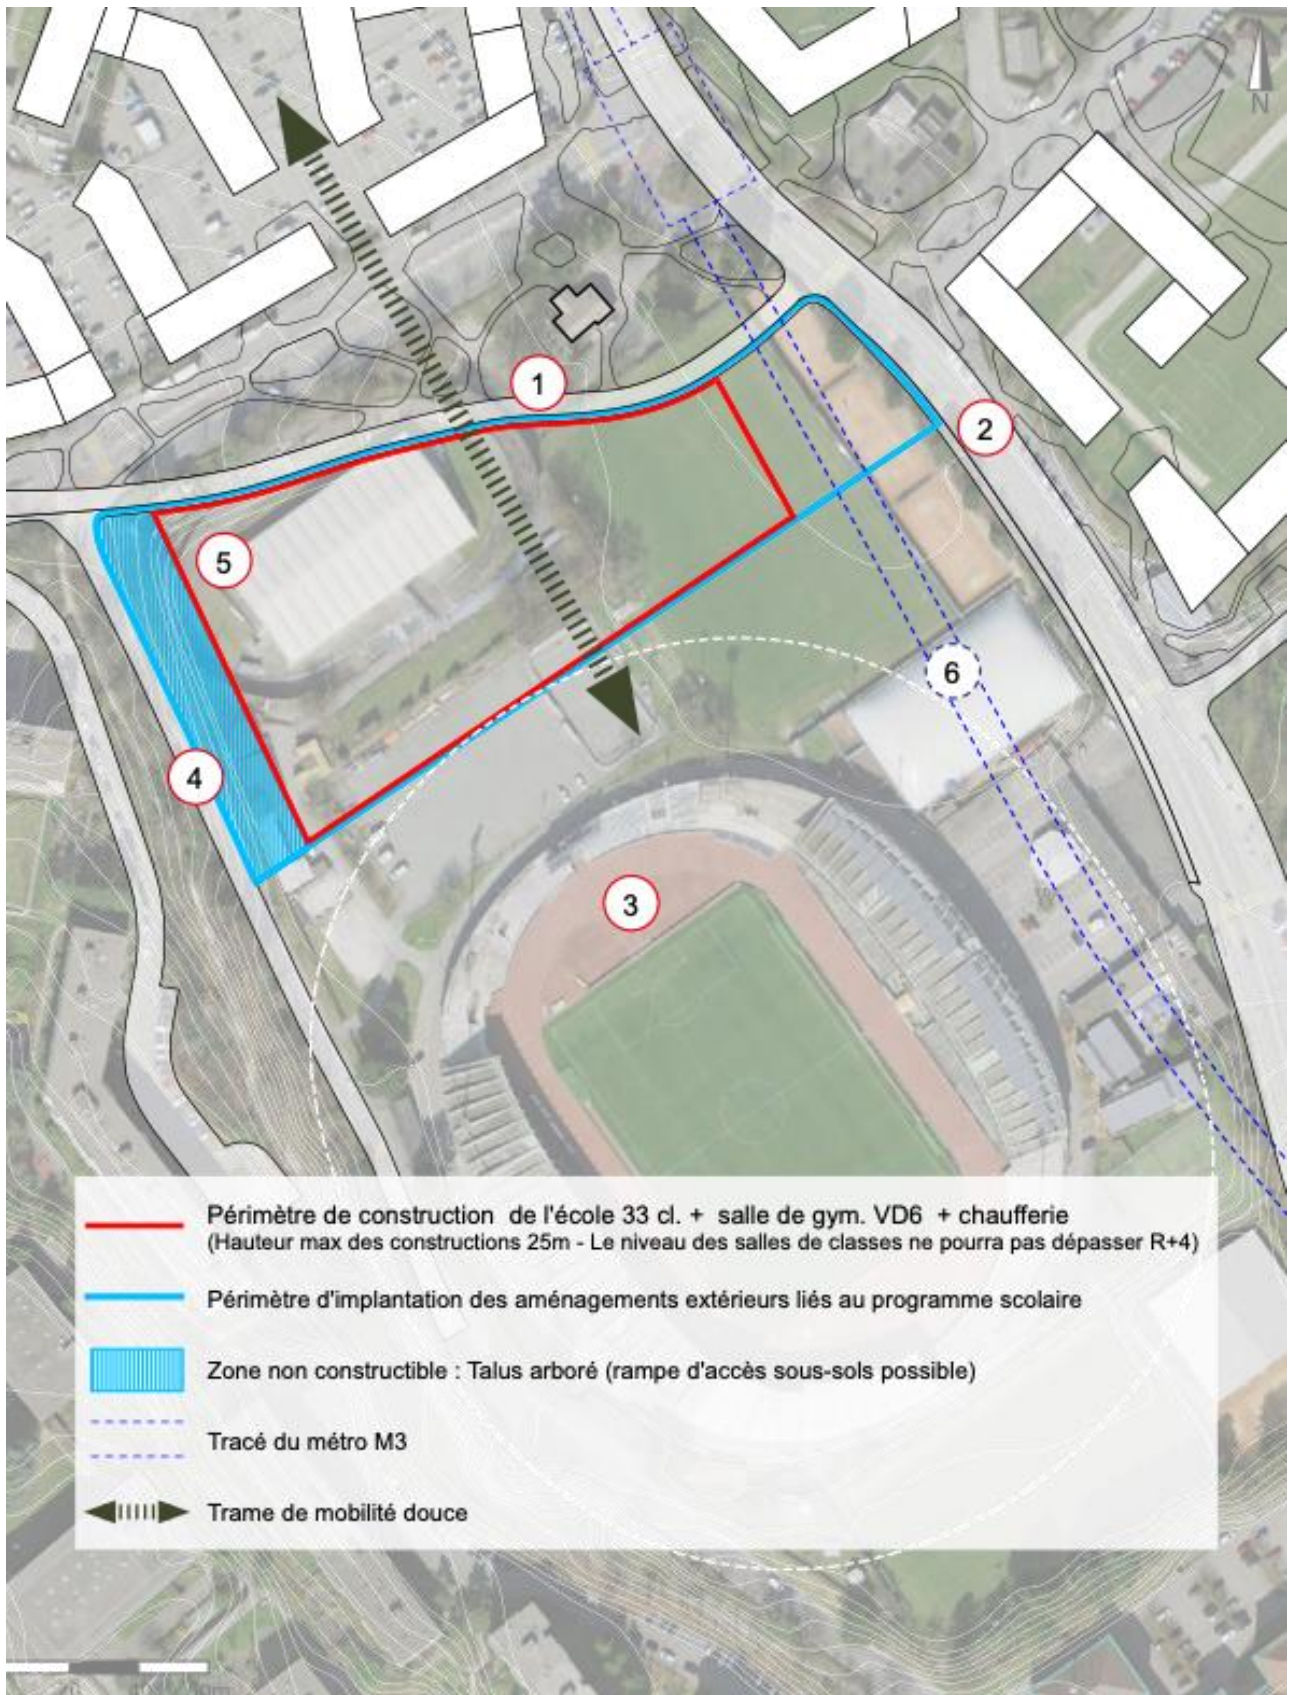 N
1
2
5
6
4
3
Périmètre de construction de l'école 33 cl. + salle de gym. VD6 + chaufferie
(Hauteur max des constructions 25m - Le niveau des salles de classes ne pourra pas dépasser R+4)
Périmètre d'implantation des aménagements extérieurs liés au programme scolaire
Zone non constructible : Talus arboré (rampe d'accès sous-sols possible)
Tracé du métro M3
Trame de mobilité douce